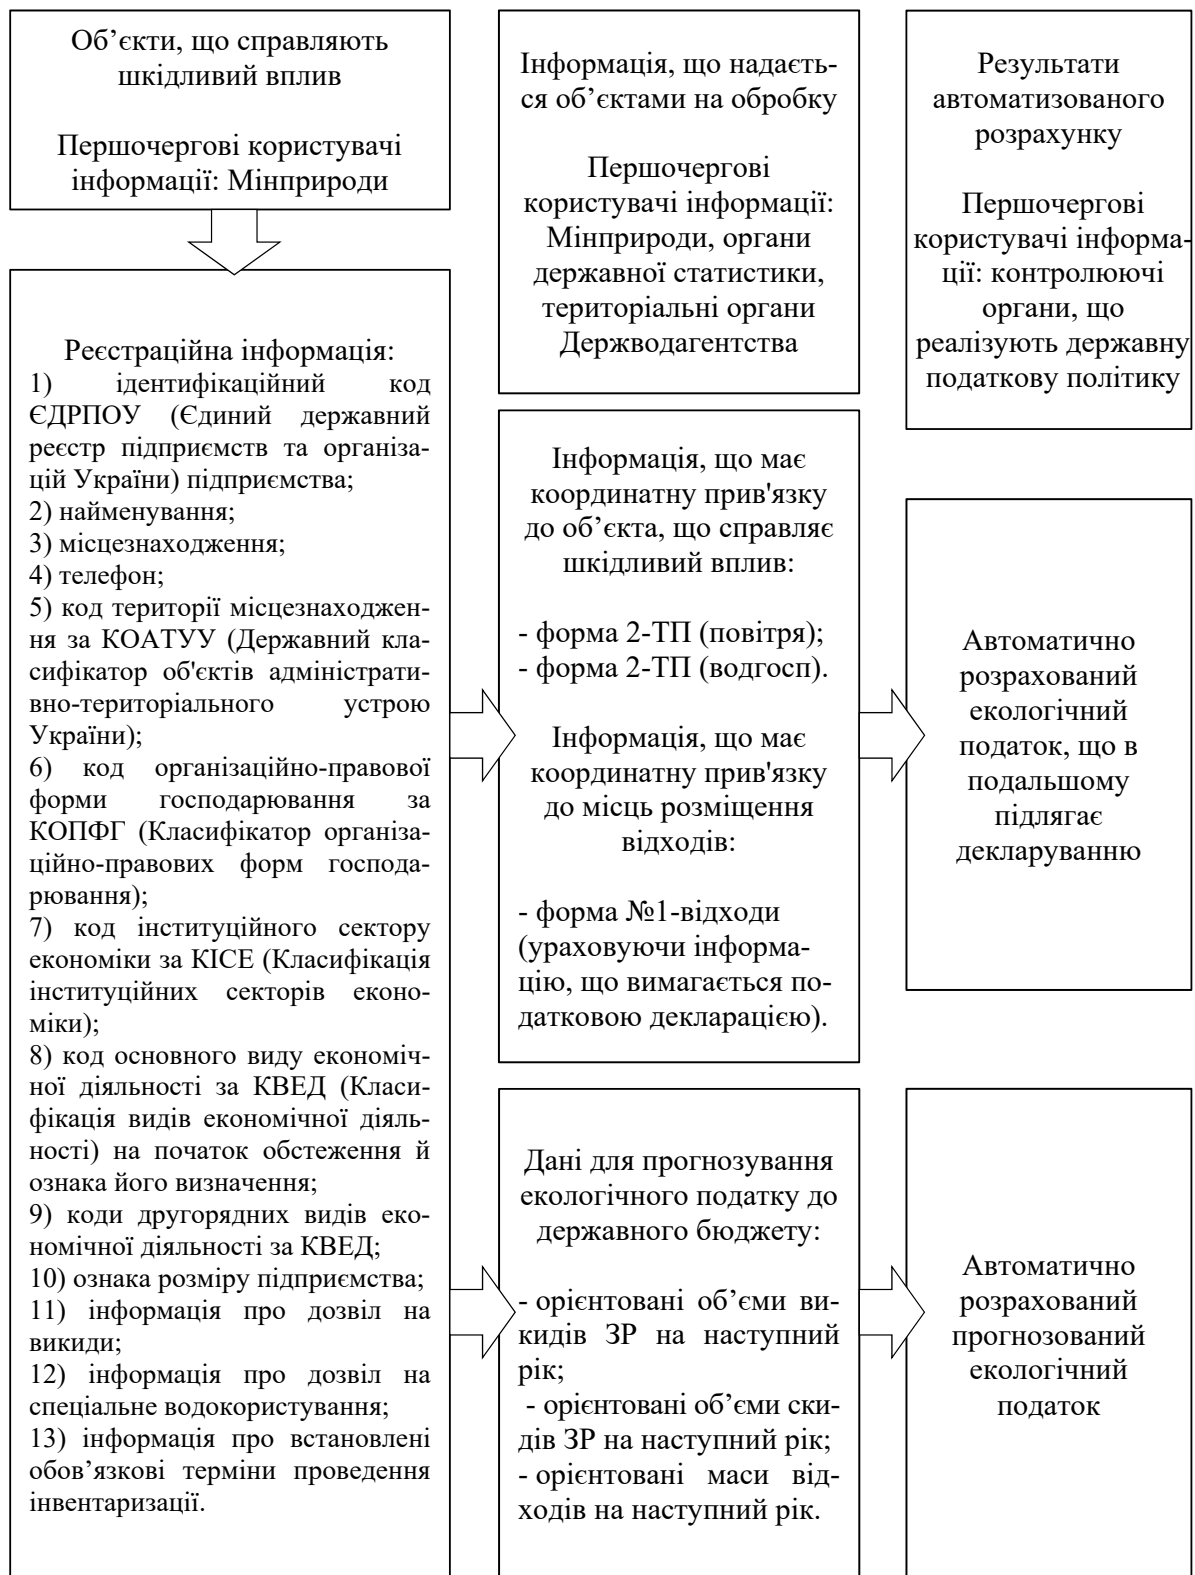 Об’єкти, що справляють
шкідливий вплив
Першочергові користувачі
інформації: Мінприроди
Реєстраційна інформація:
1) ідентифікаційний код
ЄДРПОУ (Єдиний державний
реєстр підприємств та організа-
цій України) підприємства;
2) найменування;
3) місцезнаходження;
4) телефон;
5) код території місцезнаходжен-
ня за КОАТУУ (Державний кла-
сифікатор об'єктів адміністрати-
вно-територіального устрою
України);
6) код організаційно-правової
форми господарювання за
КОПФГ (Класифікатор організа-
ційно-правових форм господа-
рювання);
7) код інституційного сектору
економіки за КІСЕ (Класифікація
інституційних секторів еконо-
міки);
8) код основного виду економіч-
ної діяльності за КВЕД (Класи-
фікація видів економічної діяль-
ності) на початок обстеження й
ознака його визначення;
9) коди другорядних видів еко-
номічної діяльності за КВЕД;
10) ознака розміру підприємства;
11) інформація про дозвіл на
викиди;
12) інформація про дозвіл на
спеціальне водокористування;
13) інформація про встановлені
обов’язкові терміни проведення
інвентаризації.
Інформація, що надаєть-
ся об’єктами на обробку
Першочергові
користувачі інформації:
Мінприроди, органи
державної статистики,
територіальні органи
Держводагентства
Інформація, що має
координатну прив'язку
до об’єкта, що справляє
шкідливий вплив:
- форма 2-ТП (повітря);
- форма 2-ТП (водгосп).
Інформація, що має
координатну прив'язку
до місць розміщення
відходів:
- форма №1-відходи
(ураховуючи інформа-
цію, що вимагається по-
датковою декларацією).
Дані для прогнозування
екологічного податку до
державного бюджету:
- орієнтовані об’єми ви-
кидів ЗР на наступний
рік;
- орієнтовані об’єми ски-
дів ЗР на наступний рік;
- орієнтовані маси від-
ходів на наступний рік.
Результати
автоматизованого
розрахунку
Першочергові
користувачі інформа-
ції: контролюючі
органи, що
реалізують державну
податкову політику
Автоматично
розрахований
екологічний
податок, що в
подальшому
підлягає
декларуванню
Автоматично
розрахований
прогнозований
екологічний
податок